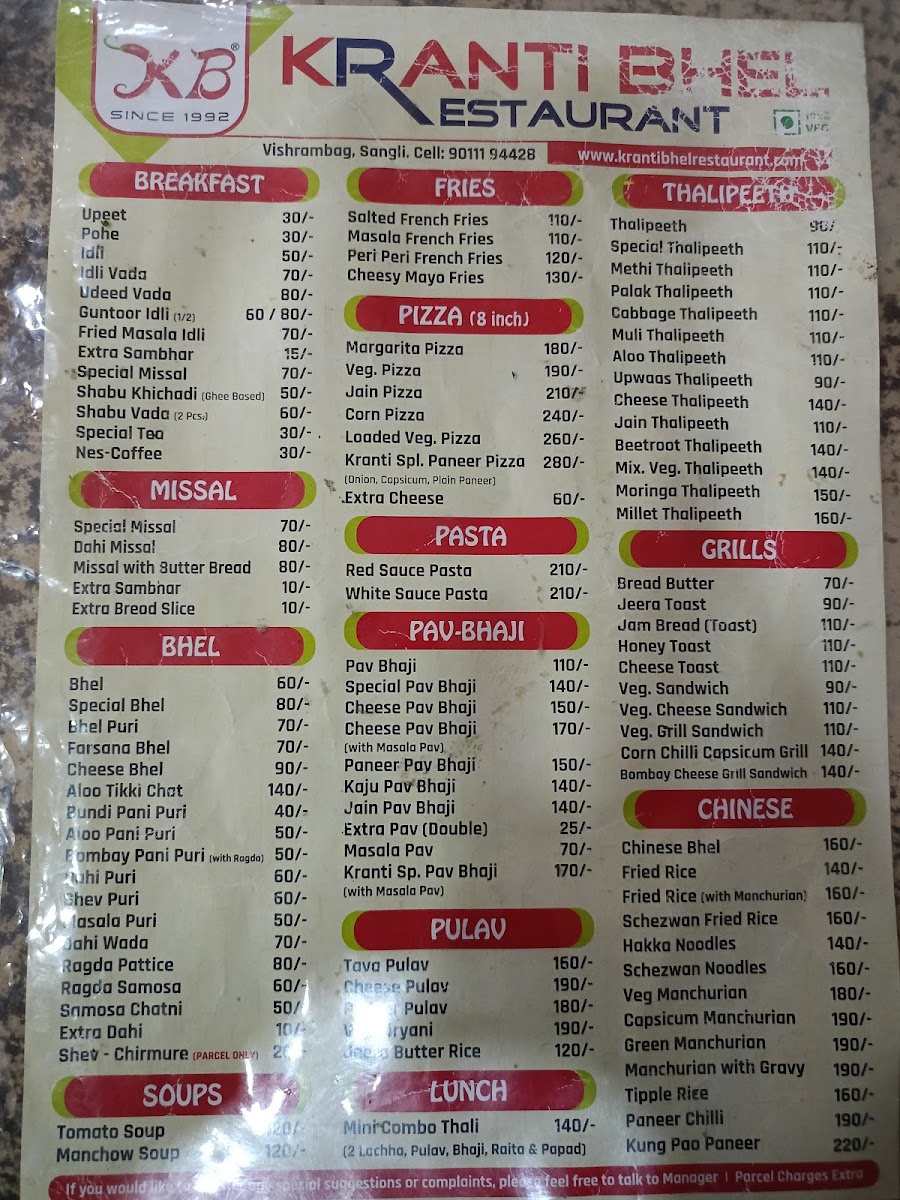 KB®
SINCE 1992
KRANTI BHEL
RESTAURANT
VEG
Vishrambag, Sangli. Cell: 90111 94428
www.krantibhelrestaurant.com
BREAKFAST
Upeet 30/-
Pohe 30/-
Idli 50/-
Idli Vada 70/-
Udeed Vada 80/-
Guntoor Idli (1/2) 60 / 80/-
Fried Masala Idli 70/-
Extra Sambhar 15/-
Special Missal 70/-
Shabu Khichadi (Ghee Based) 50/-
Shabu Vada (2 Pcs.) 60/-
Special Tea 30/-
Nes-Coffee 30/-
MISSAL
Special Missal 70/-
Dahi Missal 80/-
Missal with Butter Bread 80/-
Extra Sambhar 10/-
Extra Bread Slice 10/-
BHEL
Bhel 60/-
Special Bhel 80/-
Bhel Puri 70/-
Farsana Bhel 70/-
Cheese Bhel 90/-
Aloo Tikki Chat 140/-
Bundi Pani Puri 40/-
Aloo Pani Puri 50/-
Bombay Pani Puri (with Ragda) 50/-
Dahi Puri 60/-
Shev Puri 60/-
Masala Puri 50/-
Dahi Wada 70/-
Ragda Pattice 80/-
Ragda Samosa 60/-
Samosa Chatni 50/-
Extra Dahi 10/-
Shev - Chirmure (PARCEL ONLY)
SOUPS
Tomato Soup 120/-
Manchow Soup 120/-
FRIES
Salted French Fries 110/-
Masala French Fries 110/-
Peri Peri French Fries 120/-
Cheesy Mayo Fries 130/-
PIZZA (8 inch.)
Margarita Pizza 180/-
Veg. Pizza 190/-
Jain Pizza 210/-
Corn Pizza 240/-
Loaded Veg. Pizza 260/-
Kranti Spl. Paneer Pizza 280/-
(Onion, Capsicum, Plain Paneer)
Extra Cheese 60/-
PASTA
Red Sauce Pasta 210/-
White Sauce Pasta 210/-
PAV-BHAJI
Pav Bhaji 110/-
Special Pav Bhaji 140/-
Cheese Pav Bhaji 150/-
Cheese Pav Bhaji 170/-
(with Masala Pav)
Paneer Pav Bhaji 150/-
Kaju Pav Bhaji 140/-
Jain Pav Bhaji 140/-
Extra Pav (Double) 25/-
Masala Pav 70/-
Kranti Sp. Pav Bhaji 170/-
(with Masala Pav)
PULAV
Tava Pulav 160/-
Cheese Pulav 190/-
Pulav 180/-
190/-
Jeera Butter Rice 120/-
LUNCH
Mini Combo Thali 140/-
(2 Lachha, Pulav, Bhaji, Raita & Papad)
THALIPEETH
Thalipeeth 90/-
Special Thalipeeth 110/-
Methi Thalipeeth 110/-
Palak Thalipeeth 110/-
Cabbage Thalipeeth 110/-
Muli Thalipeeth 110/-
Aloo Thalipeeth 110/-
Upwaas Thalipeeth 90/-
Cheese Thalipeeth 140/-
Jain Thalipeeth 110/-
Beetroot Thalipeeth 140/-
Mix. Veg. Thalipeeth 140/-
Moringa Thalipeeth 150/-
Millet Thalipeeth 160/-
GRILLS
Bread Butter 70/-
Jeera Toast 90/-
Jam Bread (Toast) 110/-
Honey Toast 110/-
Cheese Toast 110/-
Veg. Sandwich 90/-
Veg. Cheese Sandwich 110/-
Veg. Grill Sandwich 110/-
Corn Chilli Capsicum Grill 140/-
Bombay Cheese Grill Sandwich 140/-
CHINESE
Chinese Bhel 160/-
Fried Rice 140/-
Fried Rice (with Manchurian) 160/-
Schezwan Fried Rice 160/-
Hakka Noodles 140/-
Schezwan Noodles 160/-
Veg Manchurian 180/-
Capsicum Manchurian 190/-
Green Manchurian 190/-
Manchurian with Gravy 190/-
Tipple Rice 160/-
Paneer Chilli 190/-
Kung Pao Paneer 220/-
If you would like special suggestions or complaints, please feel free to talk to Manager | Parcel Charges Extra